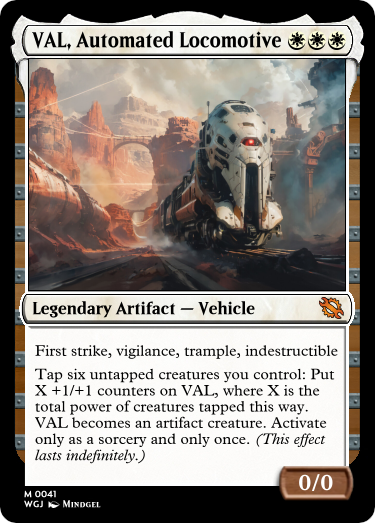 VAL, Automated Locomotive
Legendary Artifact — Vehicle
First strike, vigilance, trample, indestructible
Tap six untapped creatures you control: Put
X +1/+1 counters on VAL, where X is the
total power of creatures tapped this way.
VAL becomes an artifact creature. Activate
only as a sorcery and only once. (This effect
lasts indefinitely.)
0/0
M 0041
WGJ Mindgel